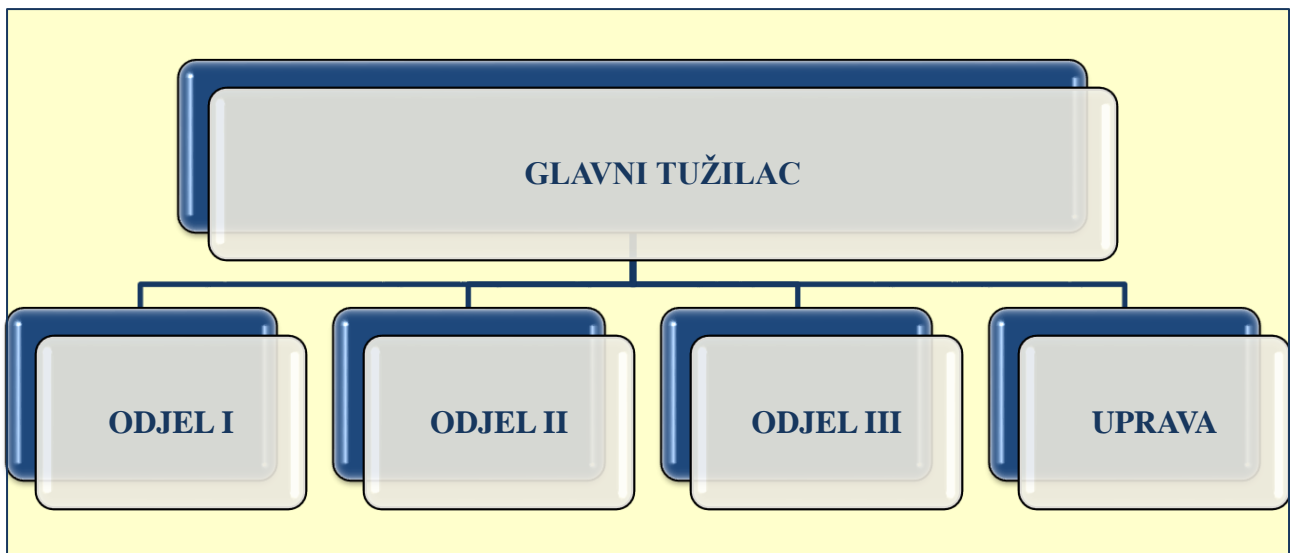 GLAVNI TUŽILAC
ODJEL I
ODJEL II
ODJEL III
UPRAVA